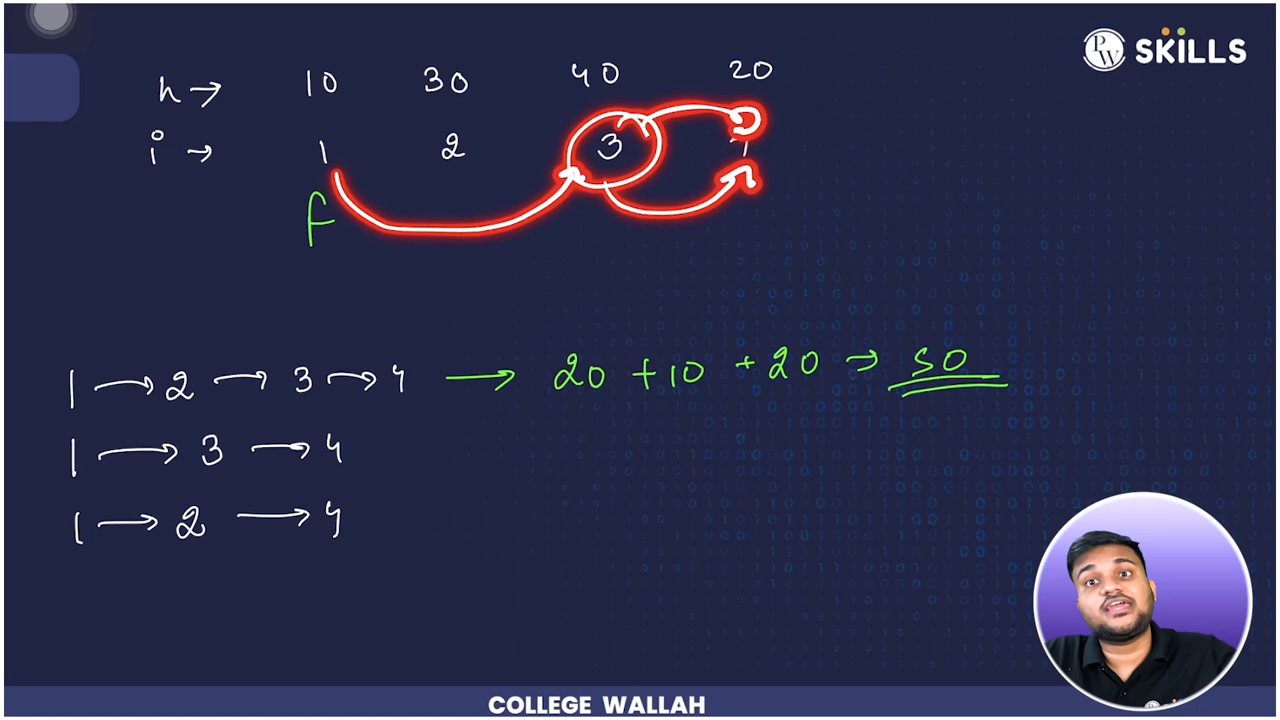 PW SKILLS
h → 10 30 40 20
i → 1 2 3
f
1 → 2 → 3 → 4 → 20 + 10 + 20 → 50
1 → 3 → 4
1 → 2 → 4
COLLEGE WALLAH